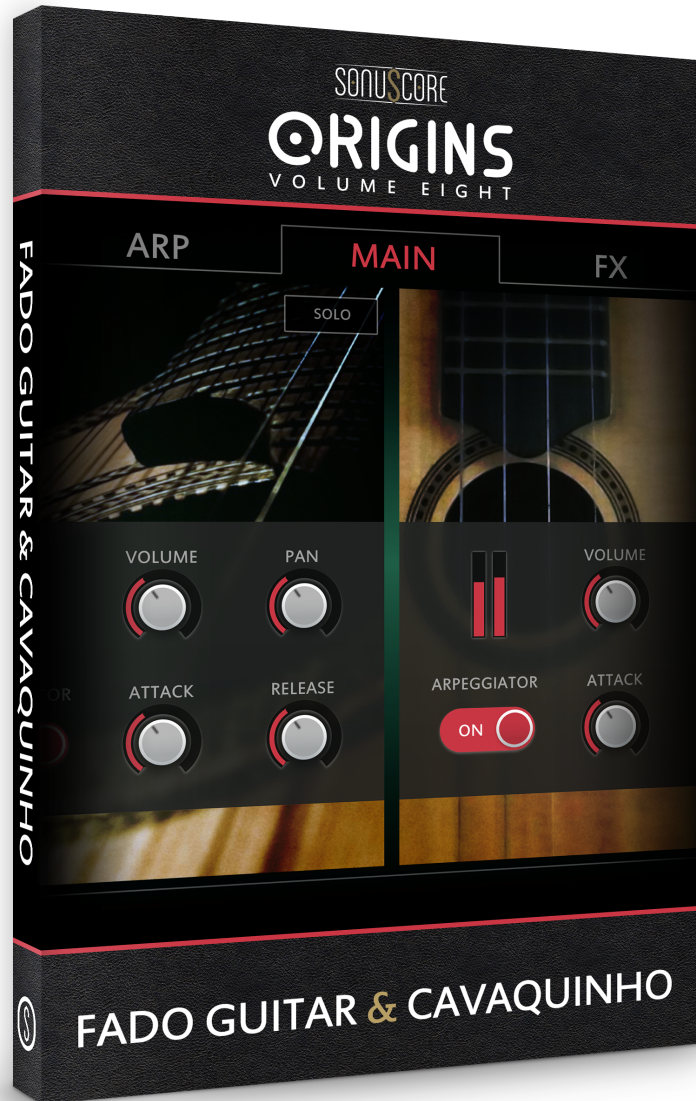 SONUSCORE
ORIGINS
VOLUME EIGHT
ARP
MAIN
FX
SOLO
VOLUME
PAN
VOLUME
OR
ATTACK
RELEASE
ARPEGGIATOR
ATTACK
ON
FADO GUITAR & CAVAQUINHO
FADO GUITAR & CAVAQUINHO